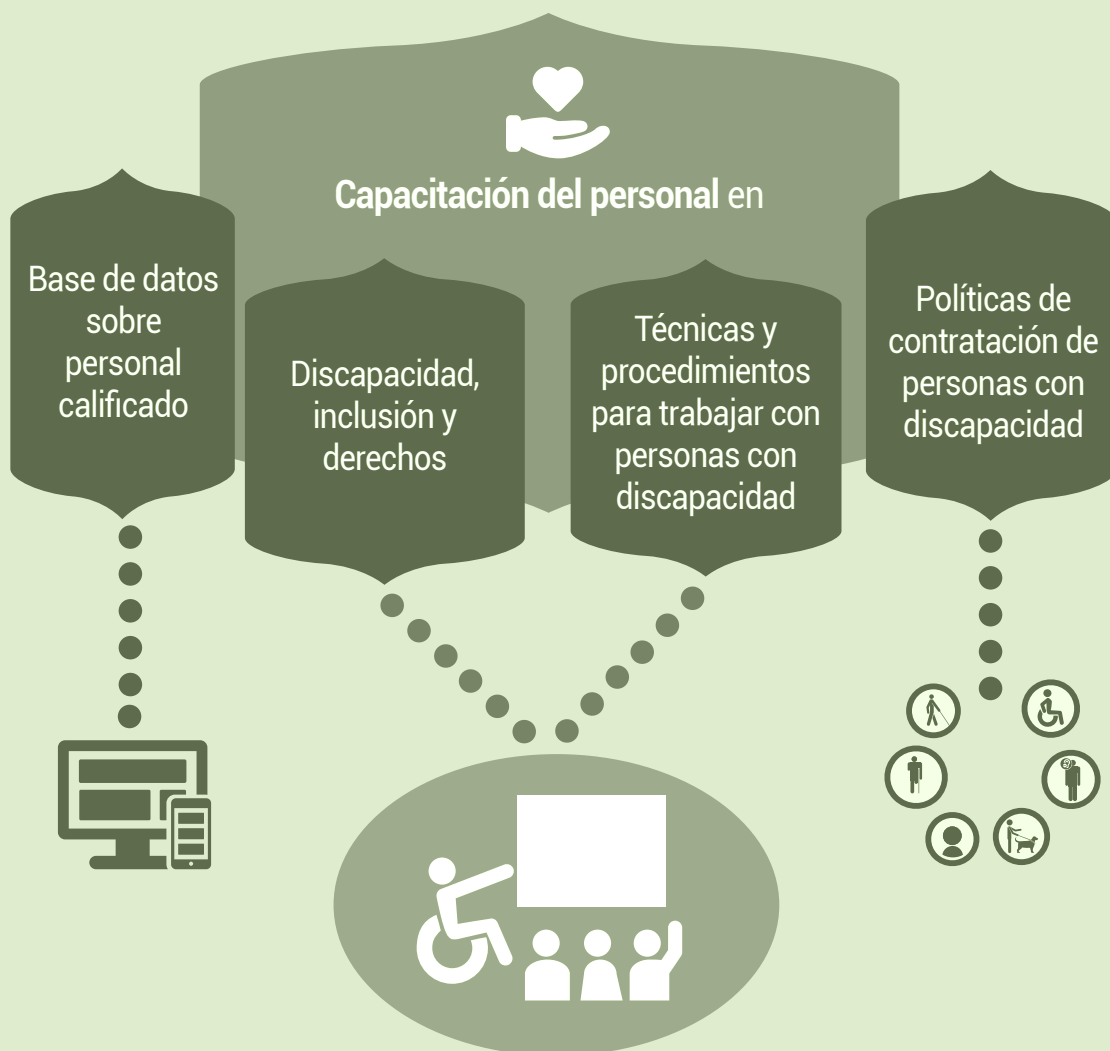 Capacitación del personal en
Base de datos
sobre
personal
calificado
Discapacidad,
inclusión y
derechos
Técnicas y
procedimientos
para trabajar con
personas con
discapacidad
Políticas de
contratación de
personas con
discapacidad